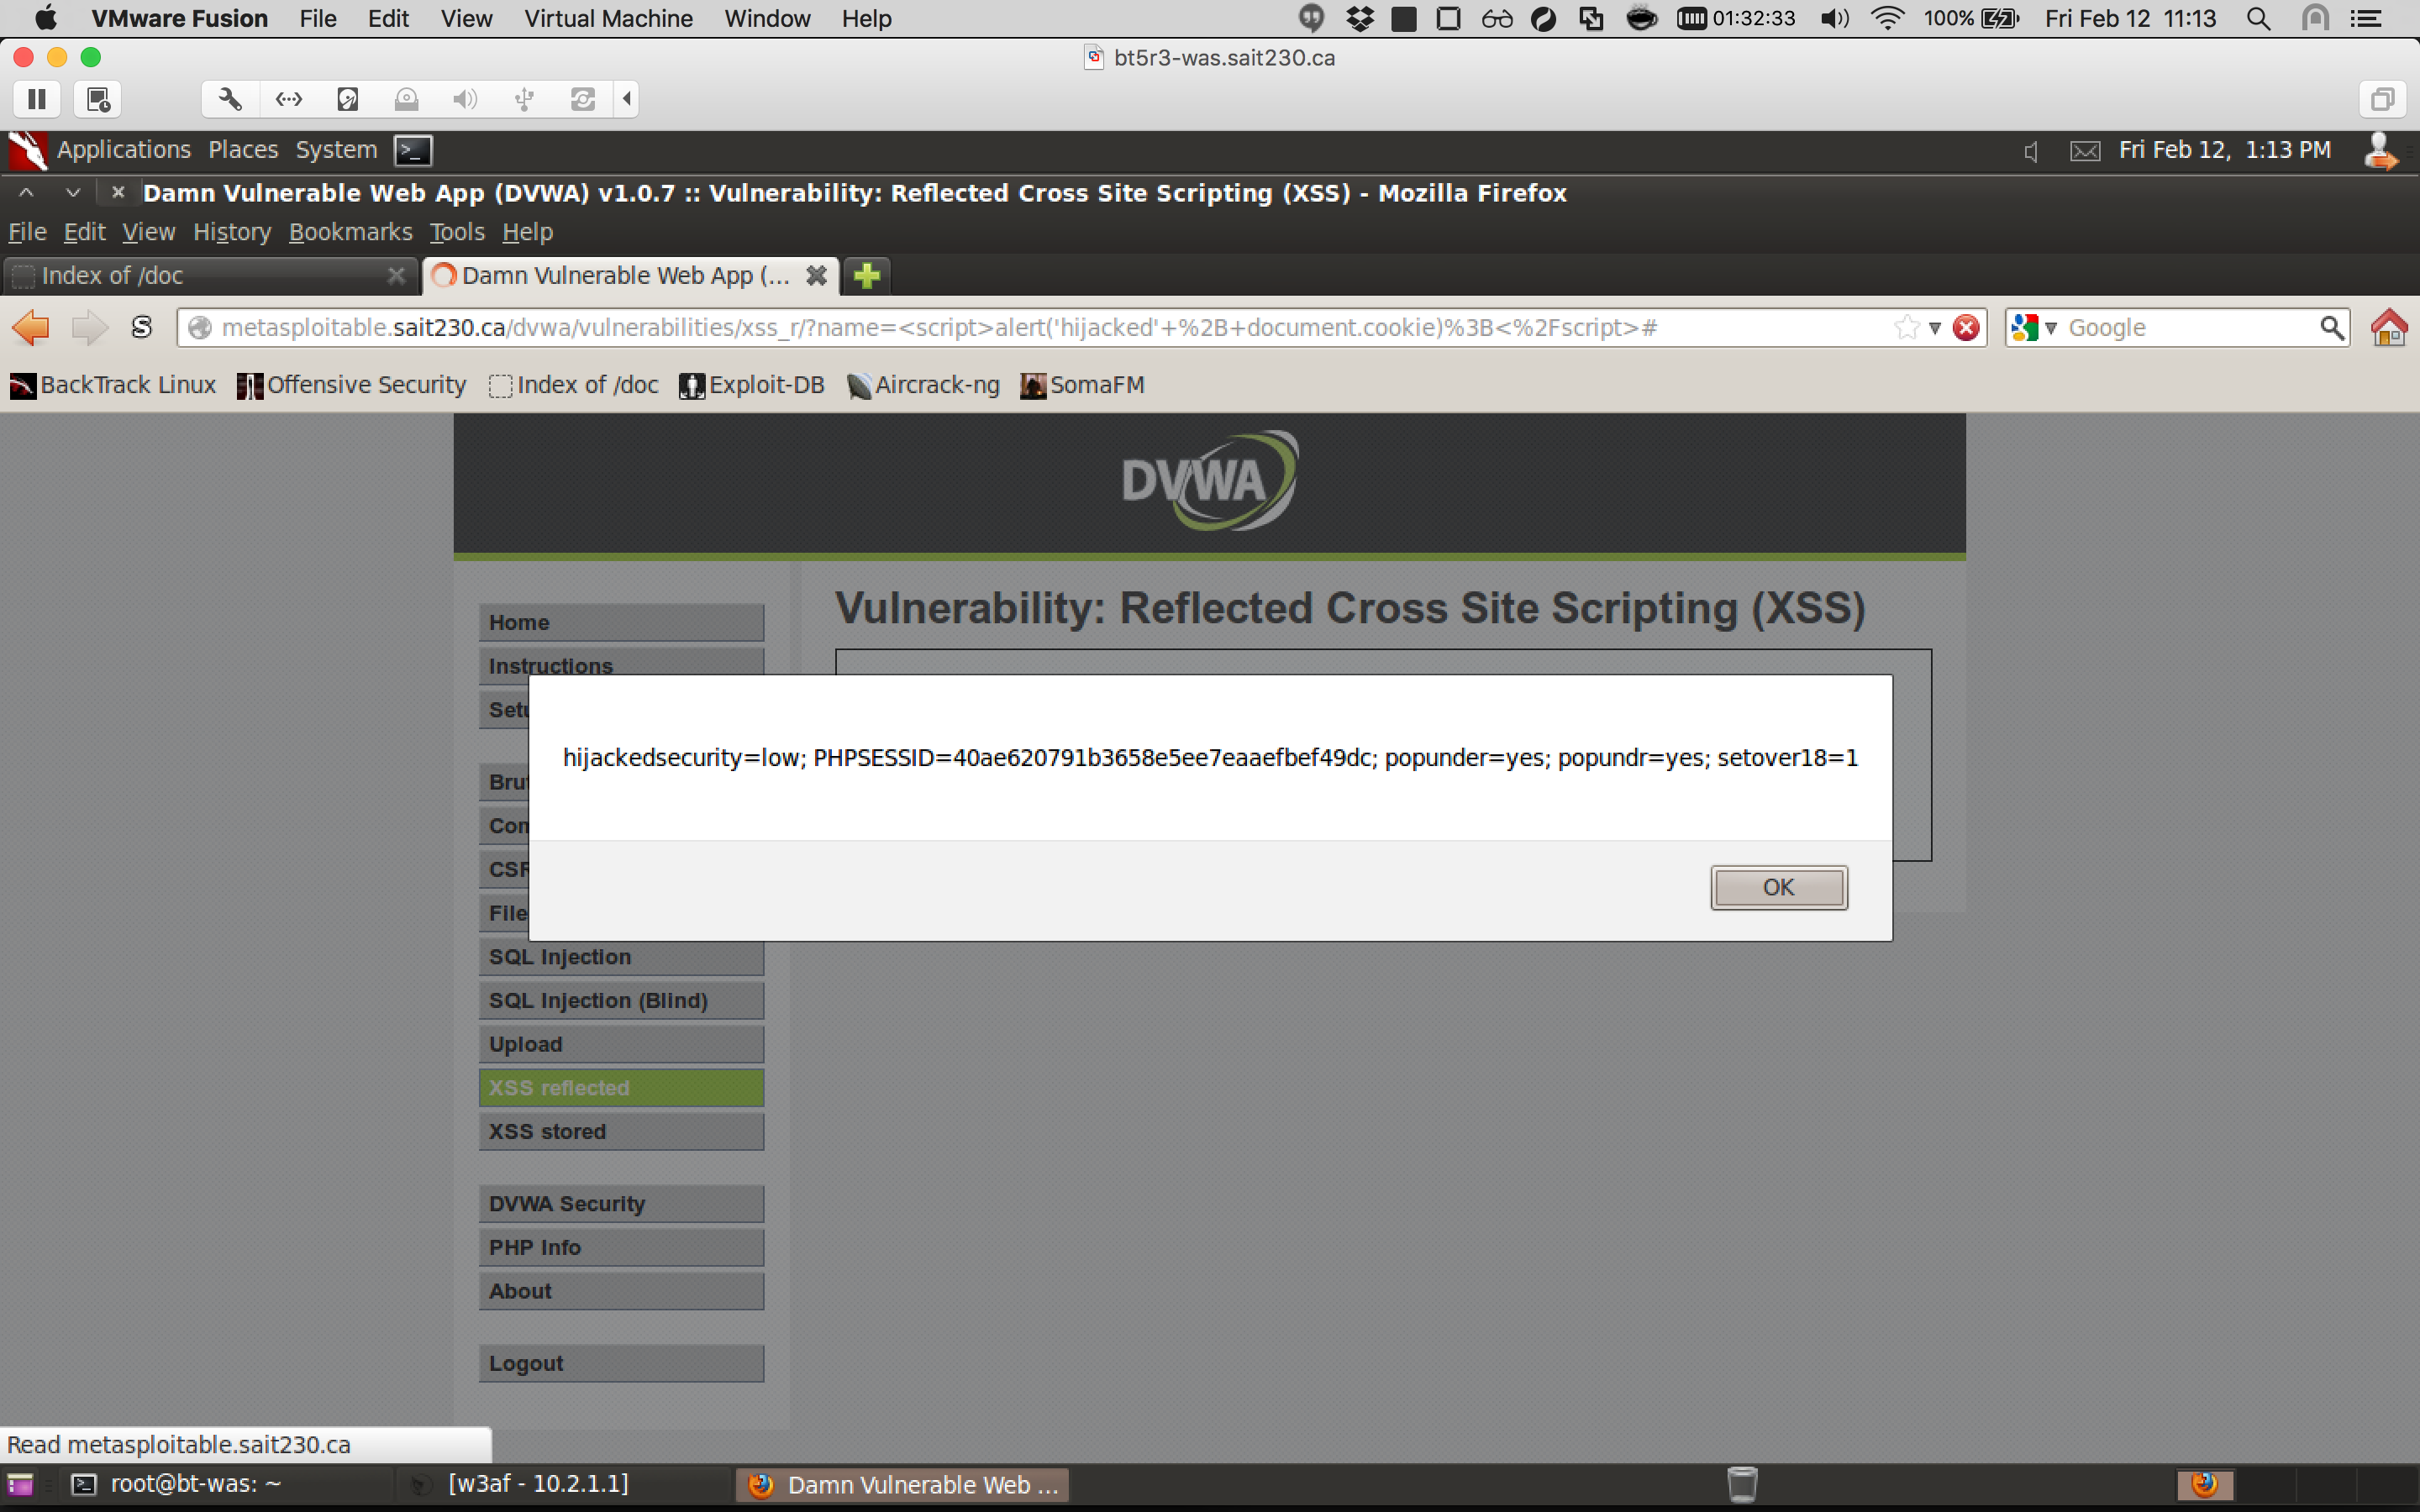 VMware Fusion File Edit View Virtual Machine Window Help 01:32:33 100% Fri Feb 12 11:13
bt5r3-was.sait230.ca
Applications Places System >_ Fri Feb 12, 1:13 PM
Damn Vulnerable Web App (DVWA) v1.0.7 :: Vulnerability: Reflected Cross Site Scripting (XSS) - Mozilla Firefox
File Edit View History Bookmarks Tools Help
Index of /doc Damn Vulnerable Web App (...
S metasploitable.sait230.ca/dvwa/vulnerabilities/xss_r/?name=<script>alert('hijacked'+%2B+document.cookie)%3B<%2Fscript># Google
BackTrack Linux Offensive Security Index of /doc Exploit-DB Aircrack-ng SomaFM
DVWA
Vulnerability: Reflected Cross Site Scripting (XSS)
Home
Instructions
hijackedsecurity=low; PHPSESSID=40ae620791b3658e5ee7eaaefbef49dc; popunder=yes; popundr=yes; setover18=1
OK
SQL Injection
SQL Injection (Blind)
Upload
XSS reflected
XSS stored
DVWA Security
PHP Info
About
Logout
Read metasploitable.sait230.ca
root@bt-was: ~ [w3af - 10.2.1.1] Damn Vulnerable Web ...